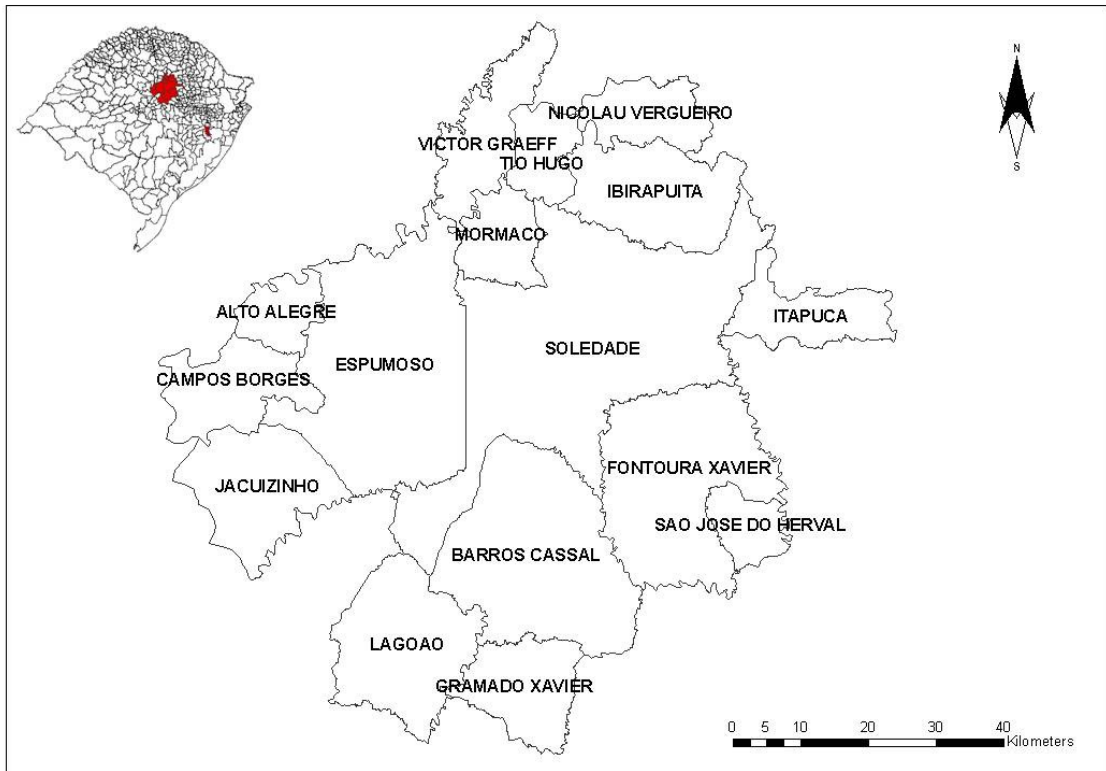 N
NICOLAU VERGUEIRO
VICTOR GRAEFF
TIO HUGO
S
IBIRAPUITA
MORMACO
ALTO ALEGRE
ITAPUCA
SOLEDADE
ESPUMOSO
CAMPOS BORGES
FONTOURA XAVIER
JACUIZINHO
SAO JOSE DO HERVAL
BARROS CASSAL
LAGOAO
GRAMADO XAVIER
0 5 10 20 30 40
Kilometers